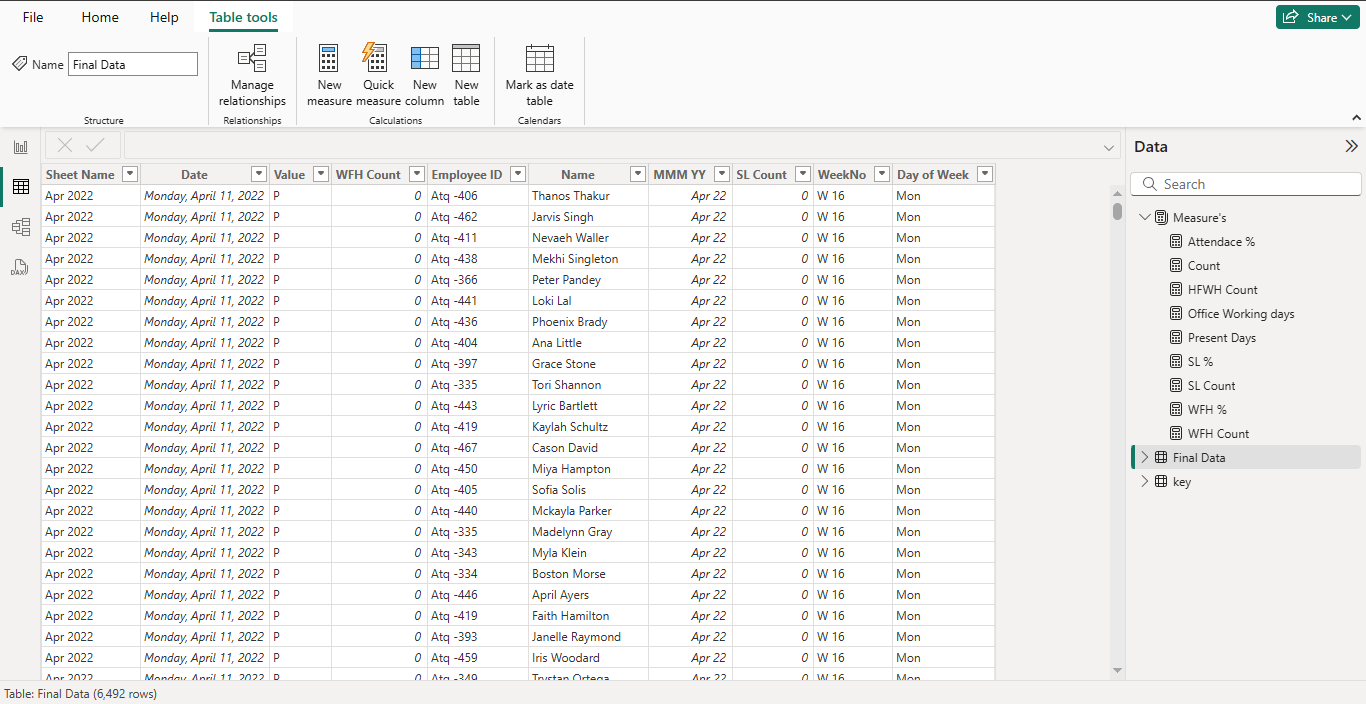 File Home Help Table tools Share
Name Final Data
Manage relationships
New measure
Quick measure
New column
New table
Mark as date table
Structure Relationships Calculations Calendars
Data
Search
Measure's
Attendace %
Count
HFWH Count
Office Working days
Present Days
SL %
SL Count
WFH %
WFH Count
Final Data
key
DAX
Sheet Name Date Value WFH Count Employee ID Name MMM YY SL Count WeekNo Day of Week
Apr 2022 Monday, April 11, 2022 P 0 Atq -406 Thanos Thakur Apr 22 0 W 16 Mon
Apr 2022 Monday, April 11, 2022 P 0 Atq -462 Jarvis Singh Apr 22 0 W 16 Mon
Apr 2022 Monday, April 11, 2022 P 0 Atq -411 Nevaeh Waller Apr 22 0 W 16 Mon
Apr 2022 Monday, April 11, 2022 P 0 Atq -438 Mekhi Singleton Apr 22 0 W 16 Mon
Apr 2022 Monday, April 11, 2022 P 0 Atq -366 Peter Pandey Apr 22 0 W 16 Mon
Apr 2022 Monday, April 11, 2022 P 0 Atq -441 Loki Lal Apr 22 0 W 16 Mon
Apr 2022 Monday, April 11, 2022 P 0 Atq -436 Phoenix Brady Apr 22 0 W 16 Mon
Apr 2022 Monday, April 11, 2022 P 0 Atq -404 Ana Little Apr 22 0 W 16 Mon
Apr 2022 Monday, April 11, 2022 P 0 Atq -397 Grace Stone Apr 22 0 W 16 Mon
Apr 2022 Monday, April 11, 2022 P 0 Atq -335 Tori Shannon Apr 22 0 W 16 Mon
Apr 2022 Monday, April 11, 2022 P 0 Atq -443 Lyric Bartlett Apr 22 0 W 16 Mon
Apr 2022 Monday, April 11, 2022 P 0 Atq -419 Kaylah Schultz Apr 22 0 W 16 Mon
Apr 2022 Monday, April 11, 2022 P 0 Atq -467 Cason David Apr 22 0 W 16 Mon
Apr 2022 Monday, April 11, 2022 P 0 Atq -450 Miya Hampton Apr 22 0 W 16 Mon
Apr 2022 Monday, April 11, 2022 P 0 Atq -405 Sofia Solis Apr 22 0 W 16 Mon
Apr 2022 Monday, April 11, 2022 P 0 Atq -440 Mckayla Parker Apr 22 0 W 16 Mon
Apr 2022 Monday, April 11, 2022 P 0 Atq -335 Madelynn Gray Apr 22 0 W 16 Mon
Apr 2022 Monday, April 11, 2022 P 0 Atq -343 Myla Klein Apr 22 0 W 16 Mon
Apr 2022 Monday, April 11, 2022 P 0 Atq -334 Boston Morse Apr 22 0 W 16 Mon
Apr 2022 Monday, April 11, 2022 P 0 Atq -446 April Ayers Apr 22 0 W 16 Mon
Apr 2022 Monday, April 11, 2022 P 0 Atq -419 Faith Hamilton Apr 22 0 W 16 Mon
Apr 2022 Monday, April 11, 2022 P 0 Atq -393 Janelle Raymond Apr 22 0 W 16 Mon
Apr 2022 Monday, April 11, 2022 P 0 Atq -459 Iris Woodard Apr 22 0 W 16 Mon
Apr 2022 Monday, April 11, 2022 P 0 Atq -349 Trystan Ortega Apr 22 0 W 16 Mon
Table: Final Data (6,492 rows)